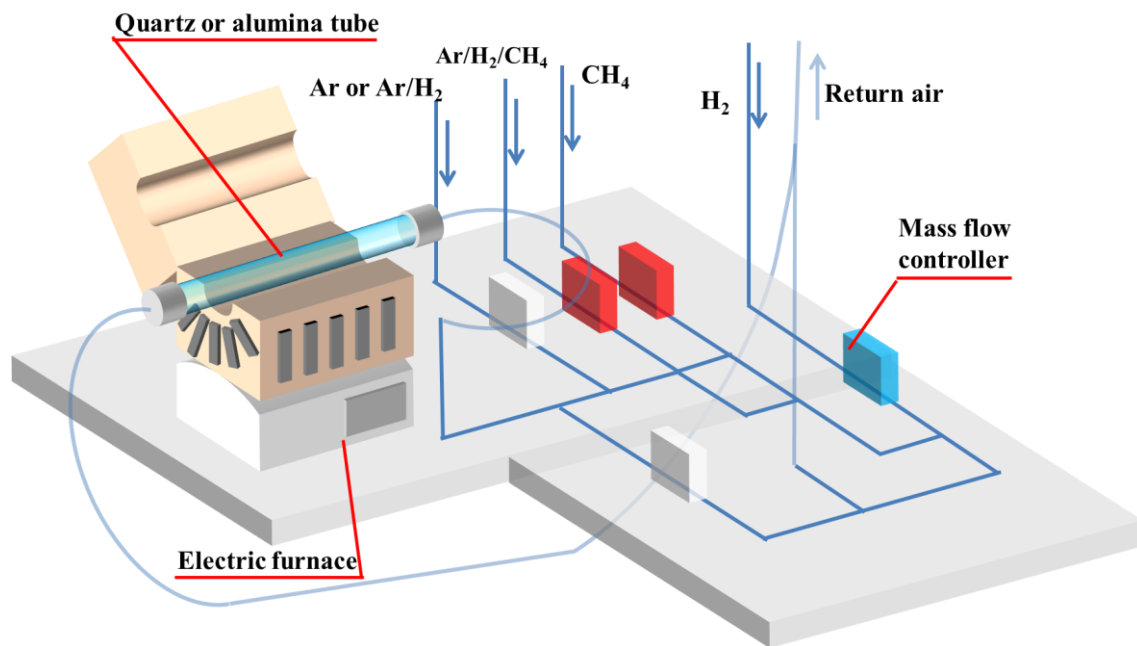 Quartz or alumina tube
Ar or Ar/H₂
Ar/H₂/CH₄
CH₄
H₂
Return air
Mass flow
controller
Electric furnace